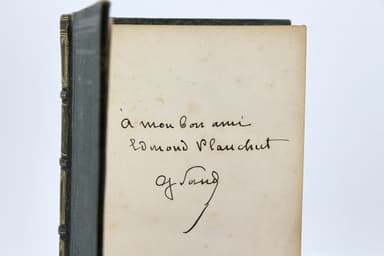 à mon bon ami
Edmond Plauchut
G Sand